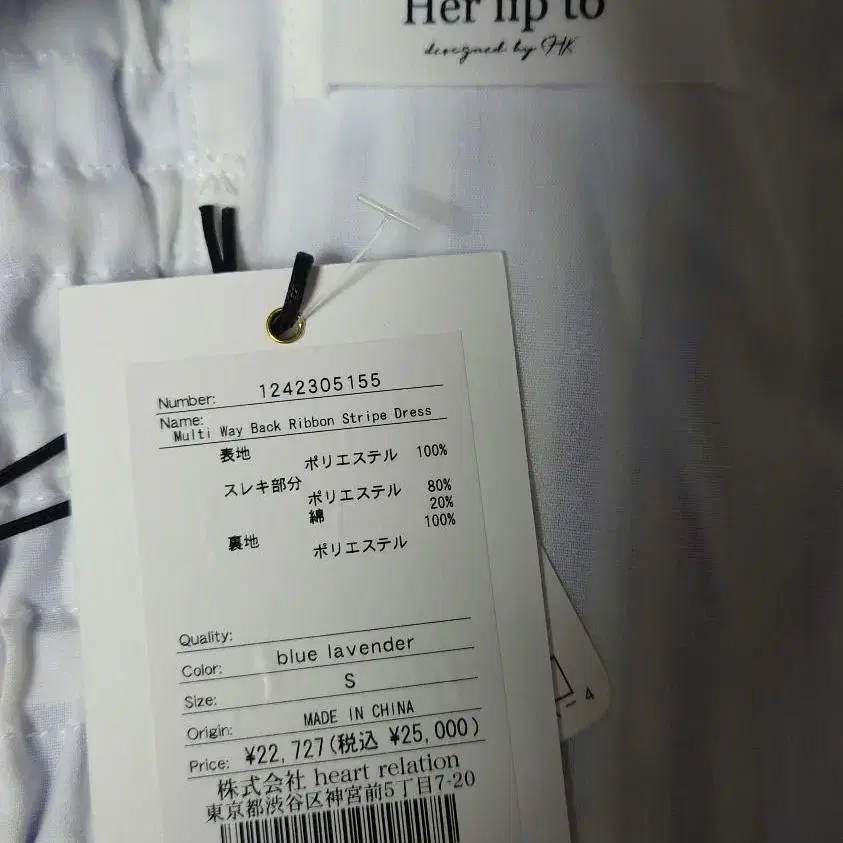 Her lip to
designed by HK
Number: 1242305155
Name:
Multi Way Back Ribbon Stripe Dress
表地 ポリエステル 100%
スレキ部分 ポリエステル 80%
綿 20%
裏地 ポリエステル 100%
Quality:
Color: blue lavender
Size: S
Origin: MADE IN CHINA
Price: ¥22,727(税込 ¥25,000)
株式会社 heart relation
東京都渋谷区神宮前5丁目7-20
4